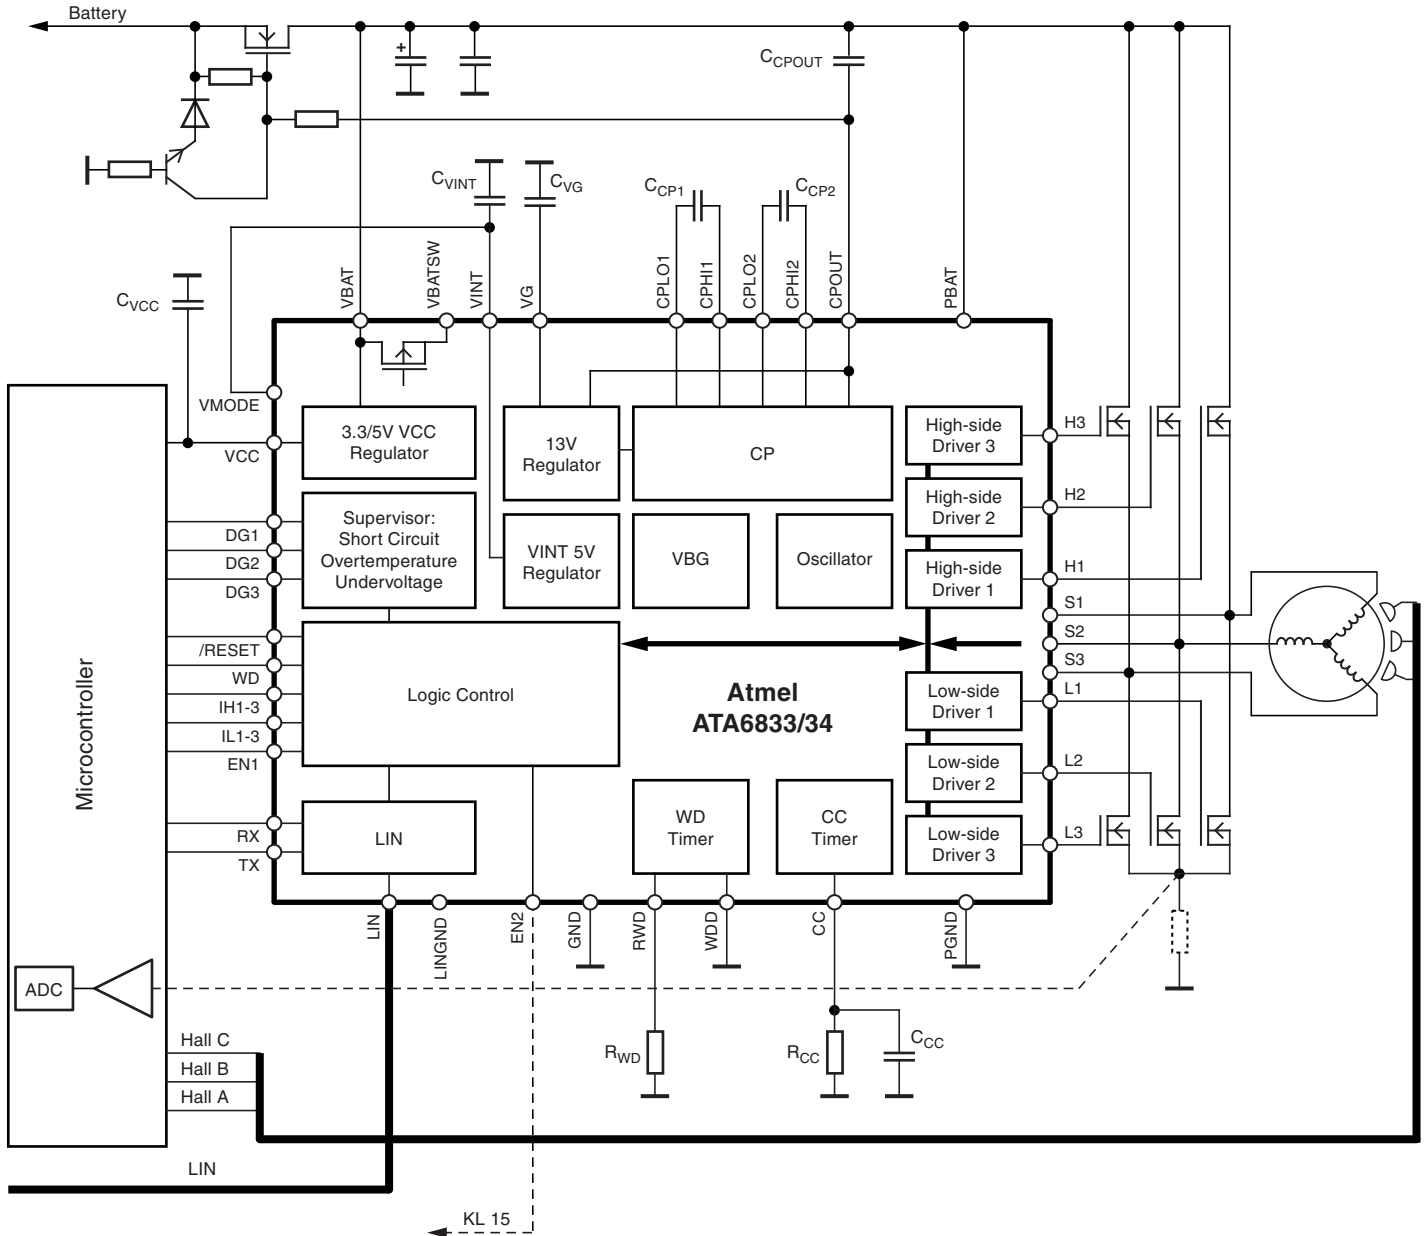 Battery
+
CCPOUT
CVINT
CVG
CCP1
CCP2
CVCC
VBAT
VBATSW
VINT
VG
CPLO1
CPHI1
CPLO2
CPHI2
CPOUT
PBAT
VMODE
VCC
3.3/5V VCC
Regulator
13V
Regulator
CP
High-side
Driver 3
H3
High-side
Driver 2
H2
DG1
DG2
DG3
Supervisor:
Short Circuit
Overtemperature
Undervoltage
VINT 5V
Regulator
VBG
Oscillator
High-side
Driver 1
H1
S1
S2
S3
/RESET
WD
IH1-3
IL1-3
EN1
Microcontroller
Logic Control
Atmel
ATA6833/34
Low-side
Driver 1
L1
Low-side
Driver 2
L2
RX
TX
LIN
WD
Timer
CC
Timer
Low-side
Driver 3
L3
LIN
LINGND
EN2
GND
RWD
WDD
CC
PGND
ADC
Hall C
Hall B
Hall A
RWD
RCC
CCC
LIN
KL 15